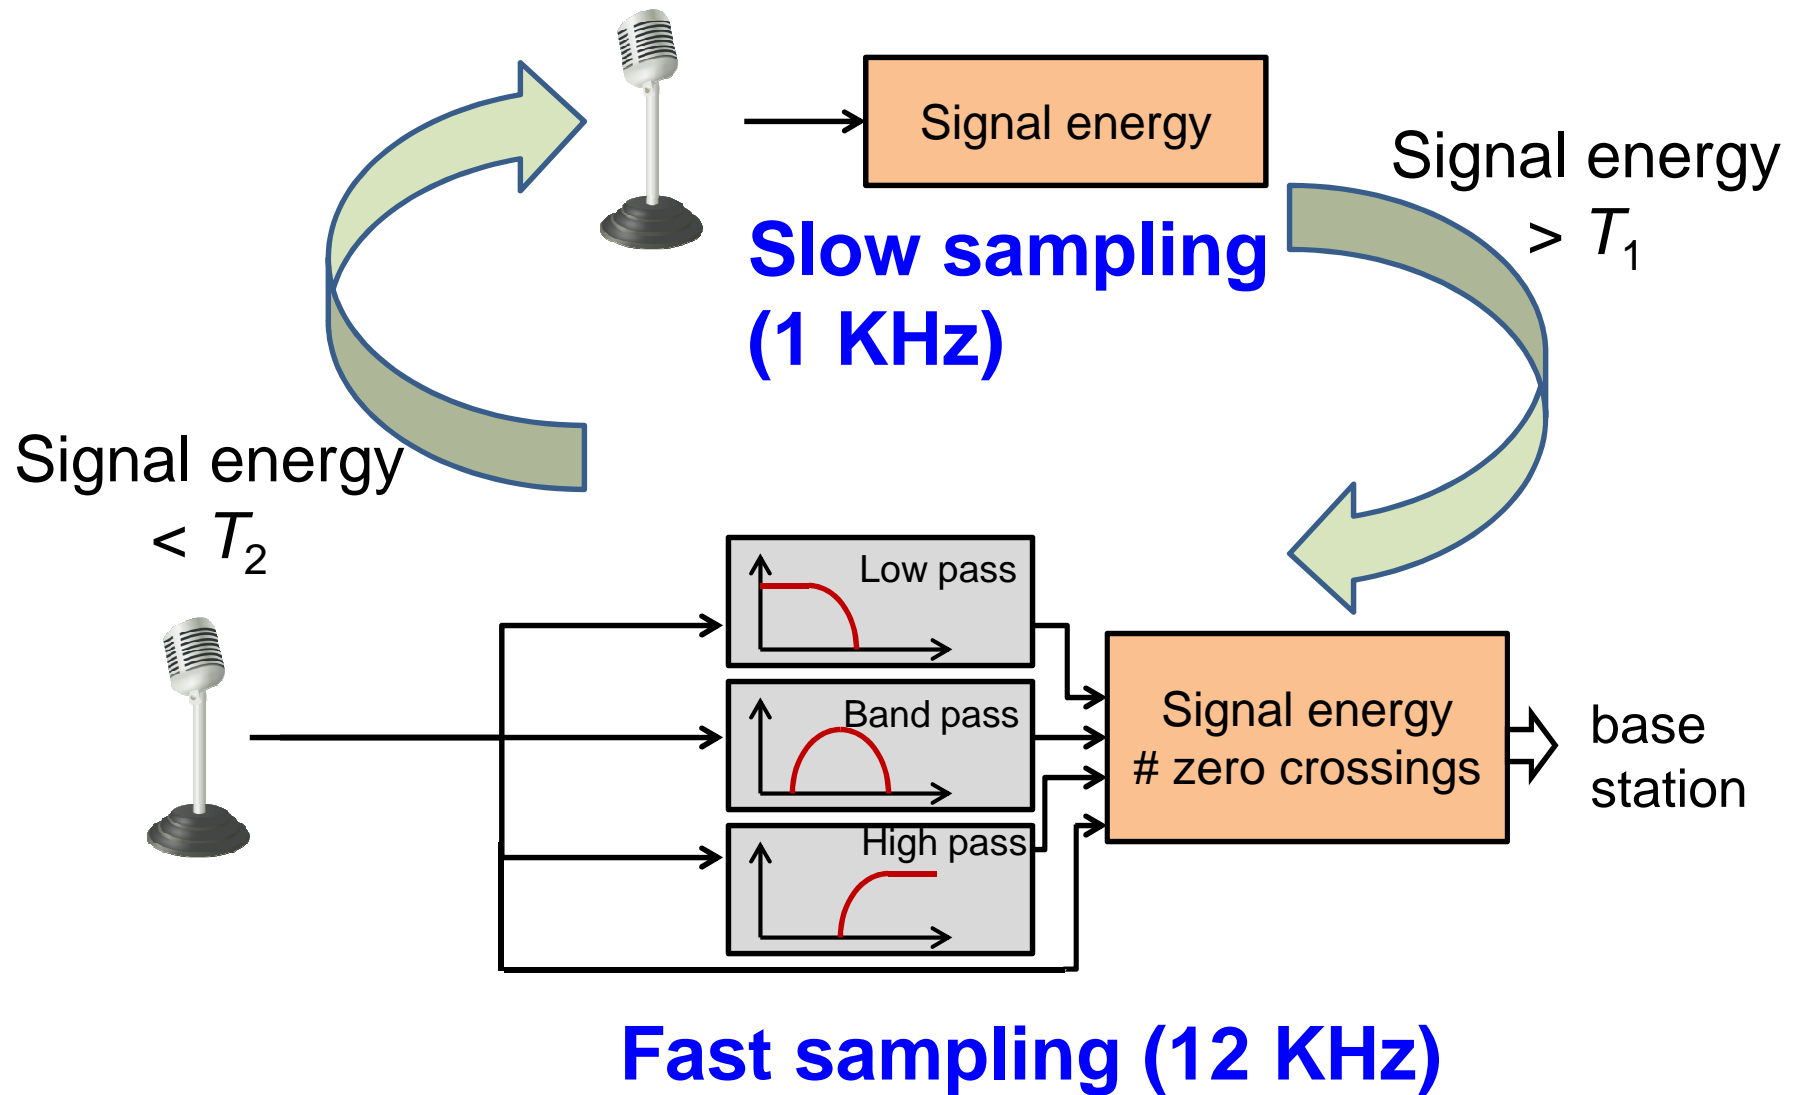 Signal energy
Signal energy
> T₁
Slow sampling
(1 KHz)
Signal energy
< T₂
Low pass
Band pass
High pass
Signal energy
# zero crossings
base
station
Fast sampling (12 KHz)